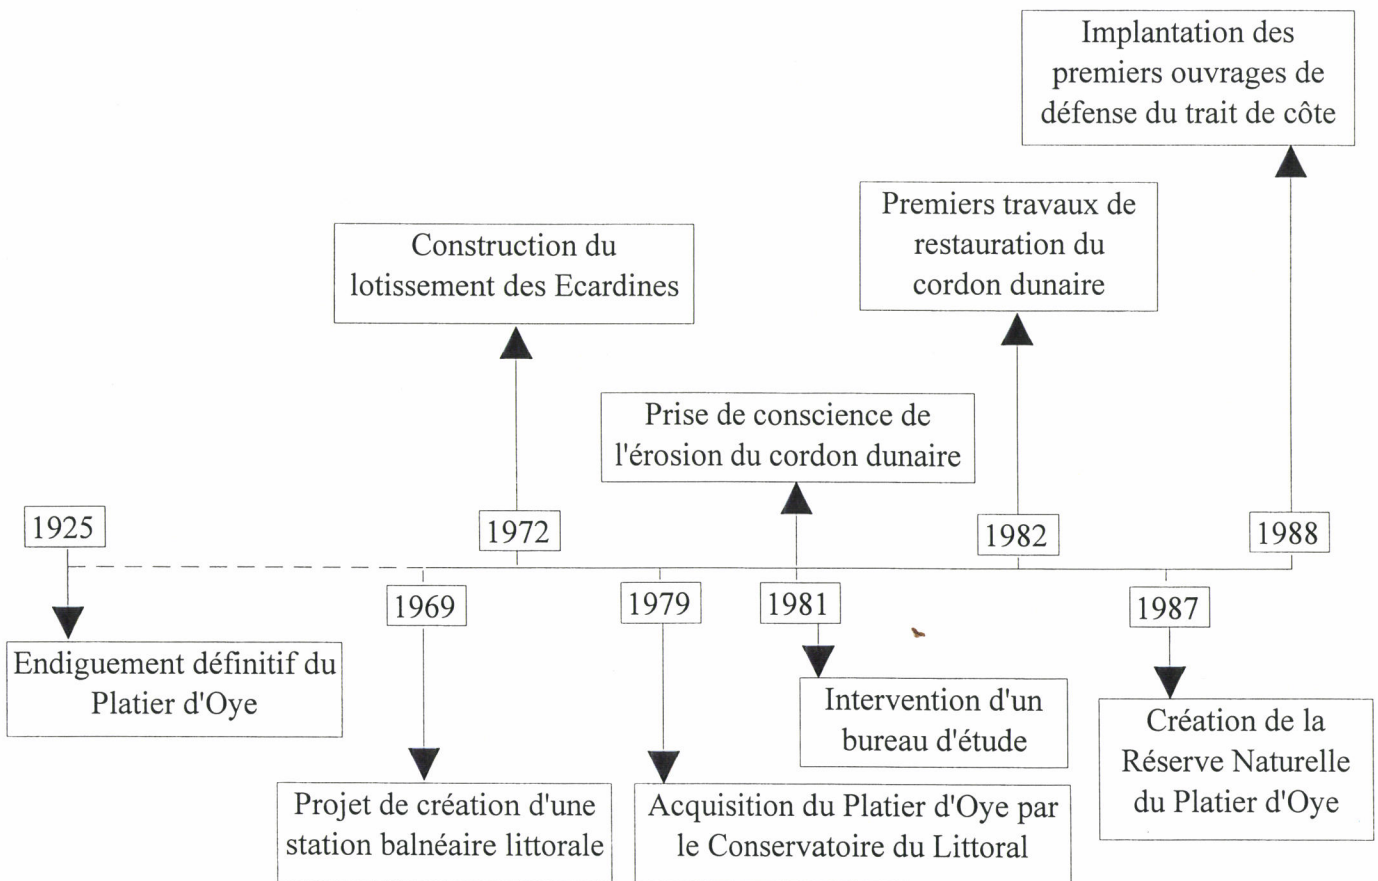 Implantation des
premiers ouvrages de
défense du trait de côte
Premiers travaux de
restauration du
cordon dunaire
Construction du
lotissement des Ecardines
Prise de conscience de
l'érosion du cordon dunaire
1925
1972
1982
1988
1969
1979
1981
1987
Endiguement définitif du
Platier d'Oye
Intervention d'un
bureau d'étude
Création de la
Réserve Naturelle
du Platier d'Oye
Projet de création d'une
station balnéaire littorale
Acquisition du Platier d'Oye par
le Conservatoire du Littoral